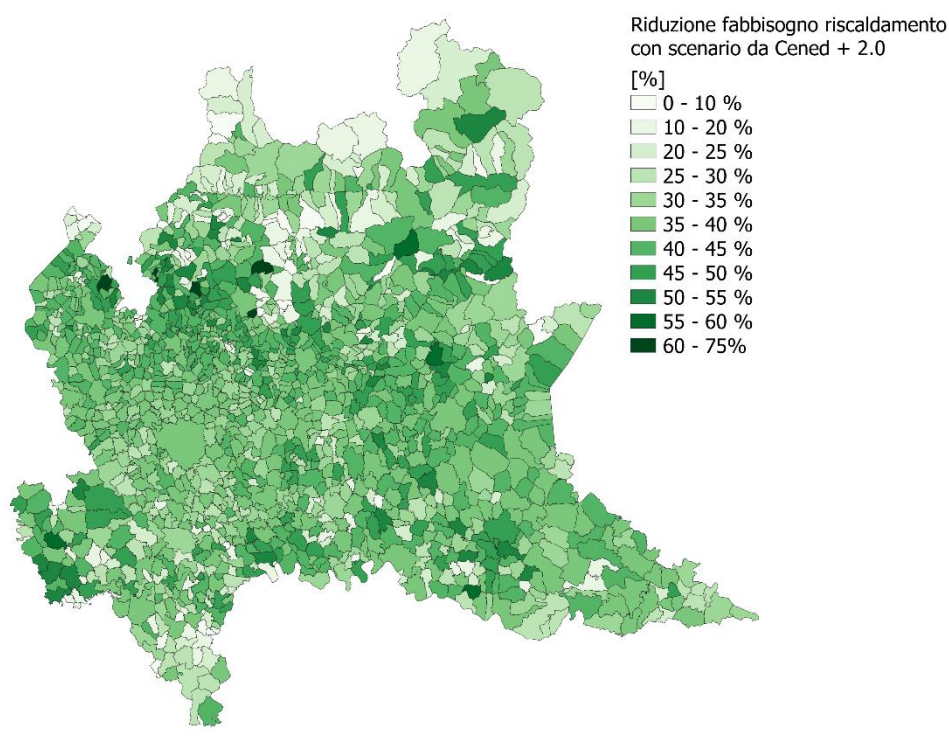 Riduzione fabbisogno riscaldamento
con scenario da Cened + 2.0
[%]
0 - 10 %
10 - 20 %
20 - 25 %
25 - 30 %
30 - 35 %
35 - 40 %
40 - 45 %
45 - 50 %
50 - 55 %
55 - 60 %
60 - 75%